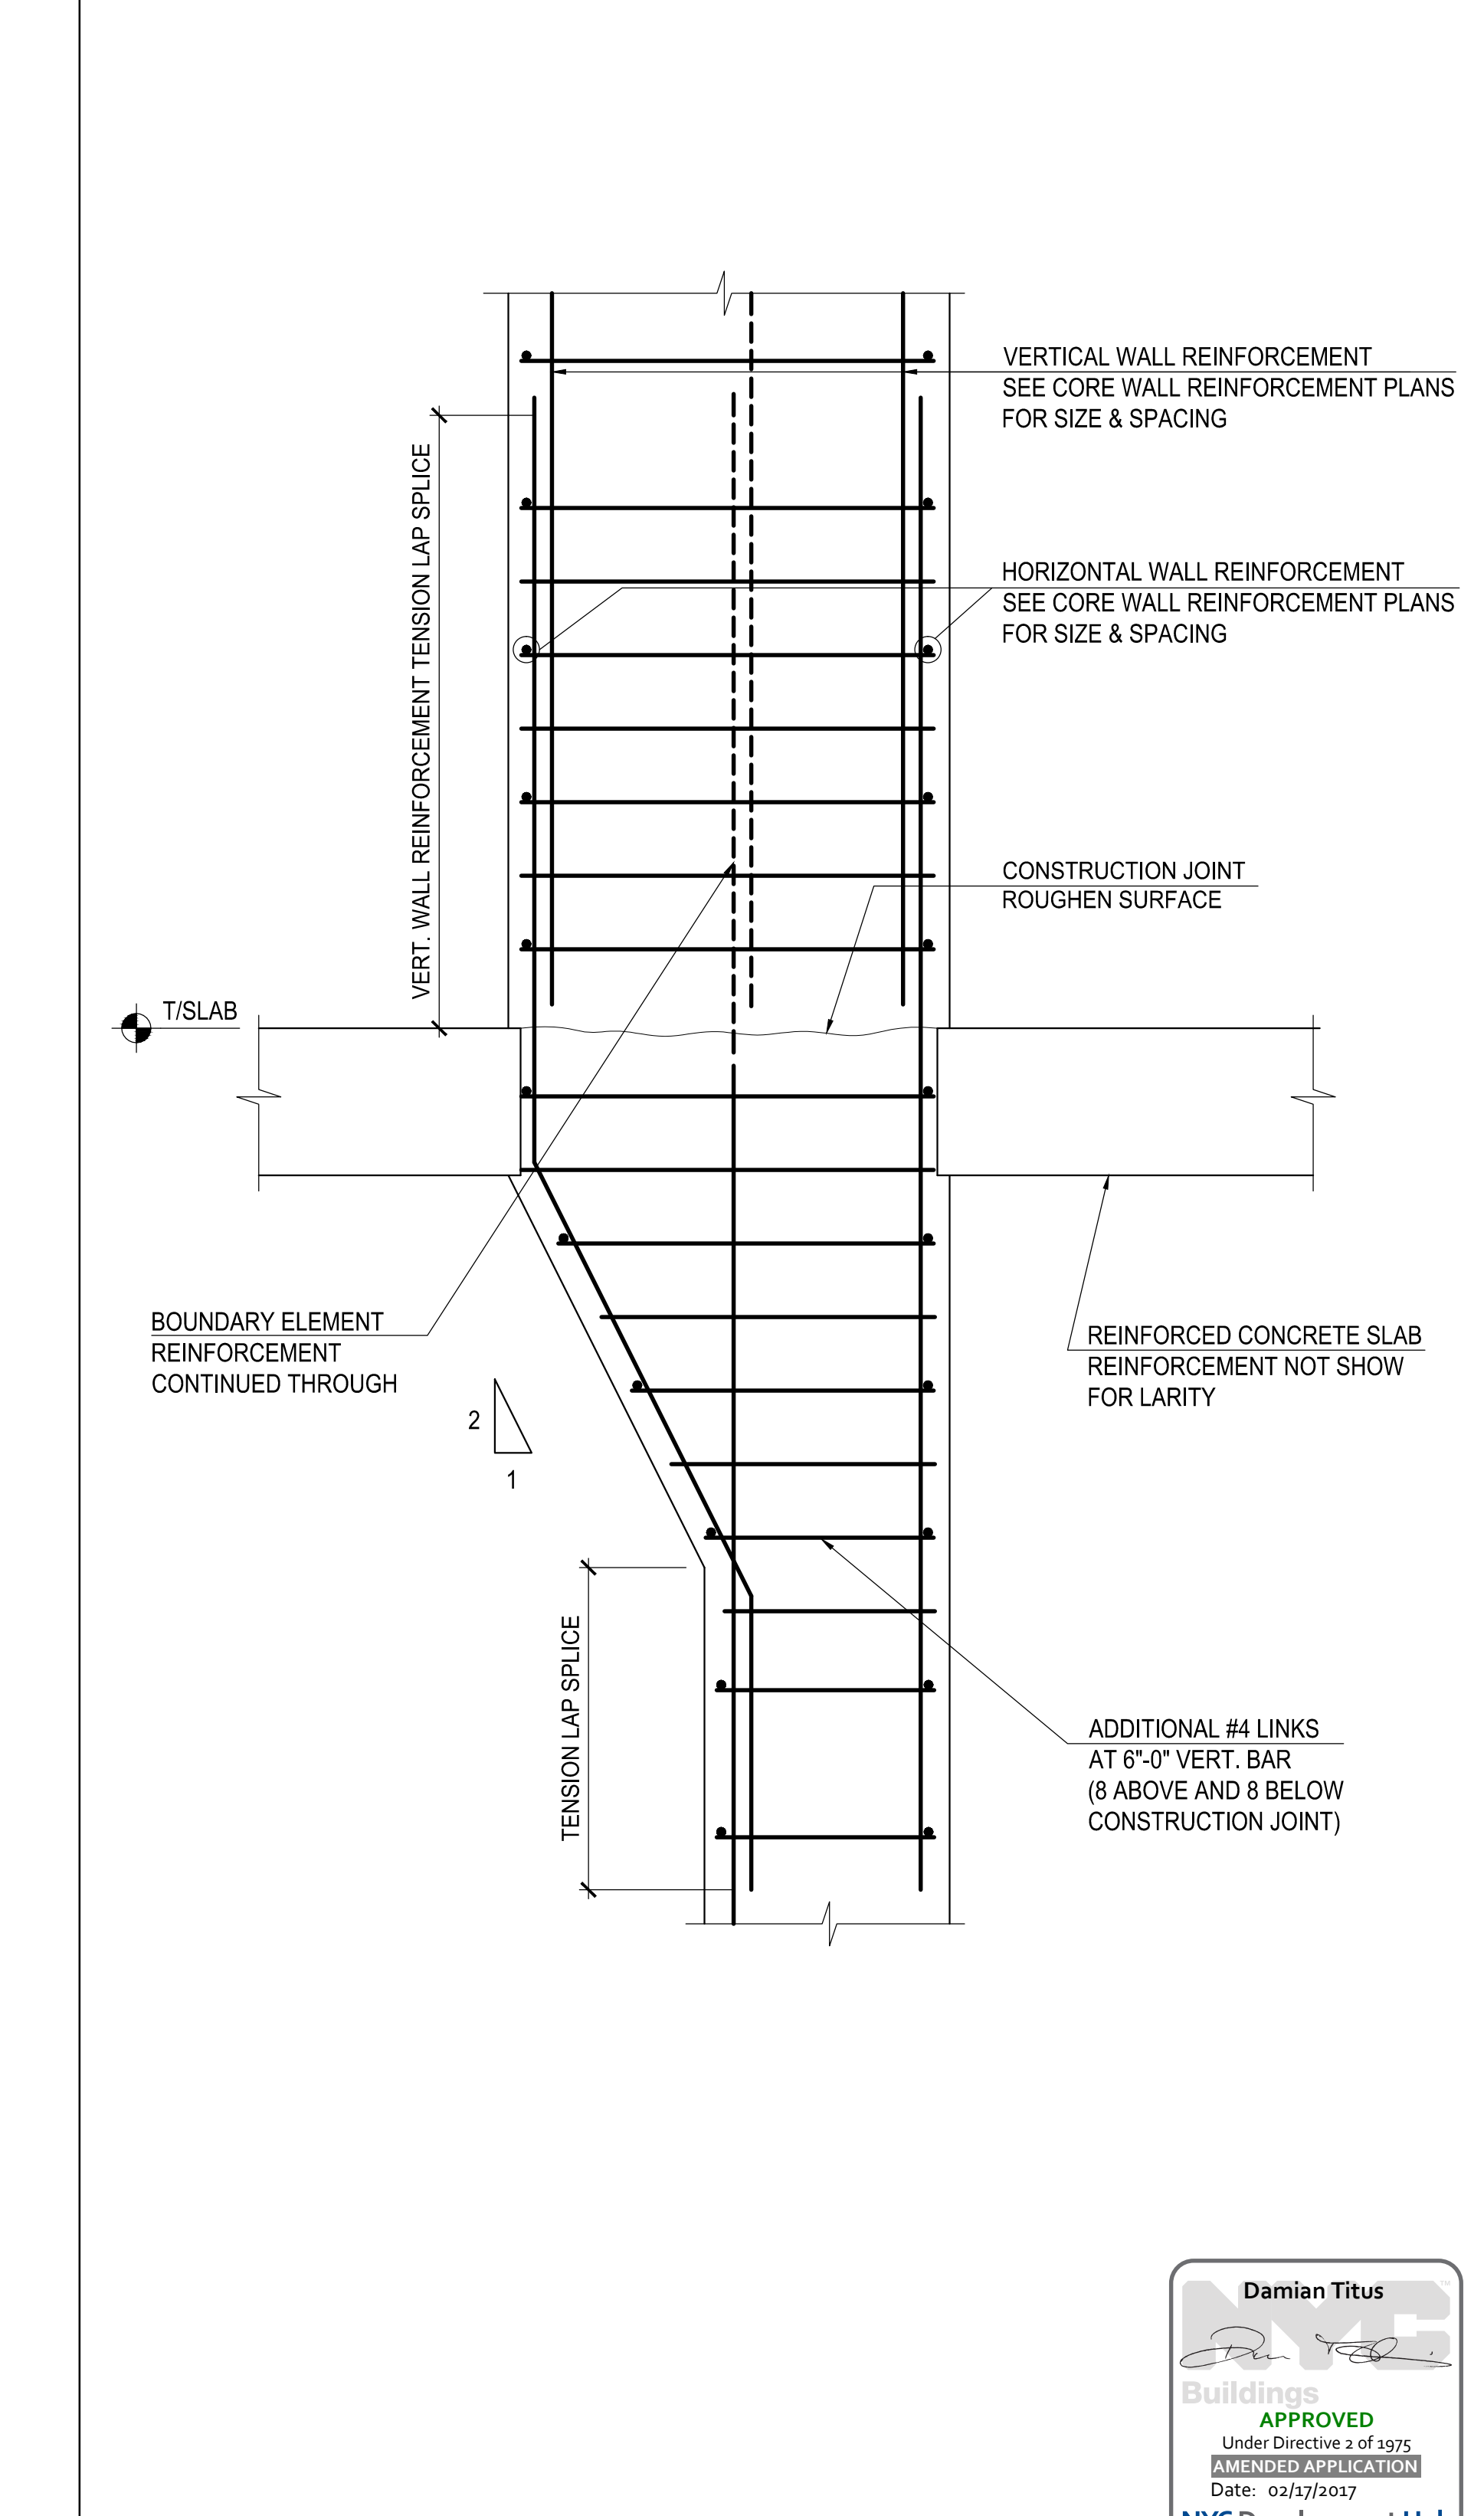 VERTICAL WALL REINFORCEMENT
SEE CORE WALL REINFORCEMENT PLANS
FOR SIZE & SPACING
VERT. WALL REINFORCEMENT TENSION LAP SPLICE
HORIZONTAL WALL REINFORCEMENT
SEE CORE WALL REINFORCEMENT PLANS
FOR SIZE & SPACING
CONSTRUCTION JOINT
ROUGHEN SURFACE
T/SLAB
BOUNDARY ELEMENT
REINFORCEMENT
CONTINUED THROUGH
REINFORCED CONCRETE SLAB
REINFORCEMENT NOT SHOW
FOR LARITY
2
1
TENSION LAP SPLICE
ADDITIONAL #4 LINKS
AT 6"-0" VERT. BAR
(8 ABOVE AND 8 BELOW
CONSTRUCTION JOINT)
NYC™
Damian Titus
Buildings
APPROVED
Under Directive 2 of 1975
AMENDED APPLICATION
Date: 02/17/2017
NYC Development Hub